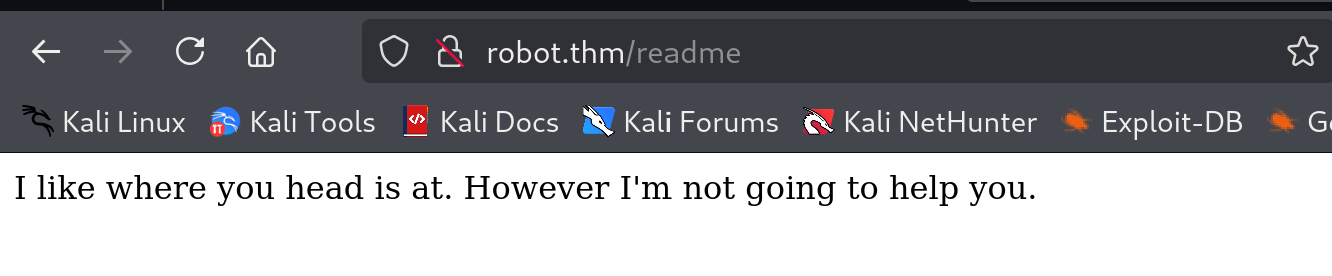 robot.thm/readme
Kali Linux Kali Tools Kali Docs Kali Forums Kali NetHunter Exploit-DB
I like where you head is at. However I'm not going to help you.